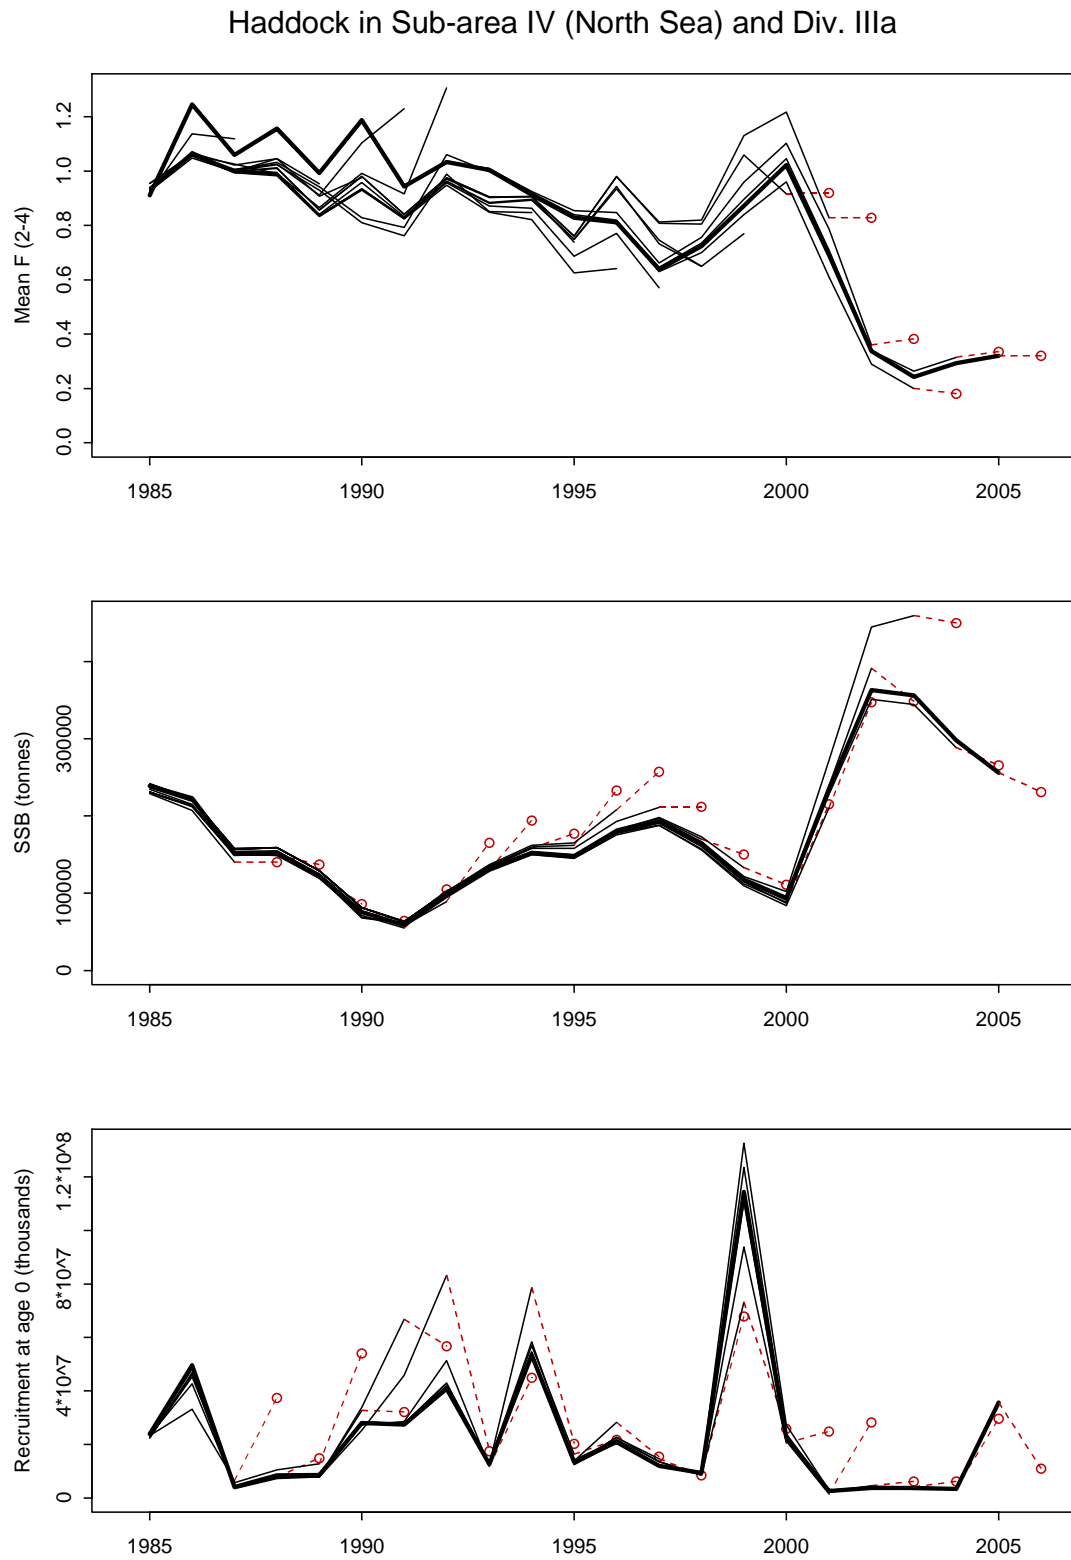 Haddock in Sub-area IV (North Sea) and Div. IIIa
Mean F (2-4)
0.0 0.2 0.4 0.6 0.8 1.0 1.2
1985 1990 1995 2000 2005
SSB (tonnes)
0 100000 300000
1985 1990 1995 2000 2005
Recruitment at age 0 (thousands)
0 4*10^7 8*10^7 1.2*10^8
1985 1990 1995 2000 2005